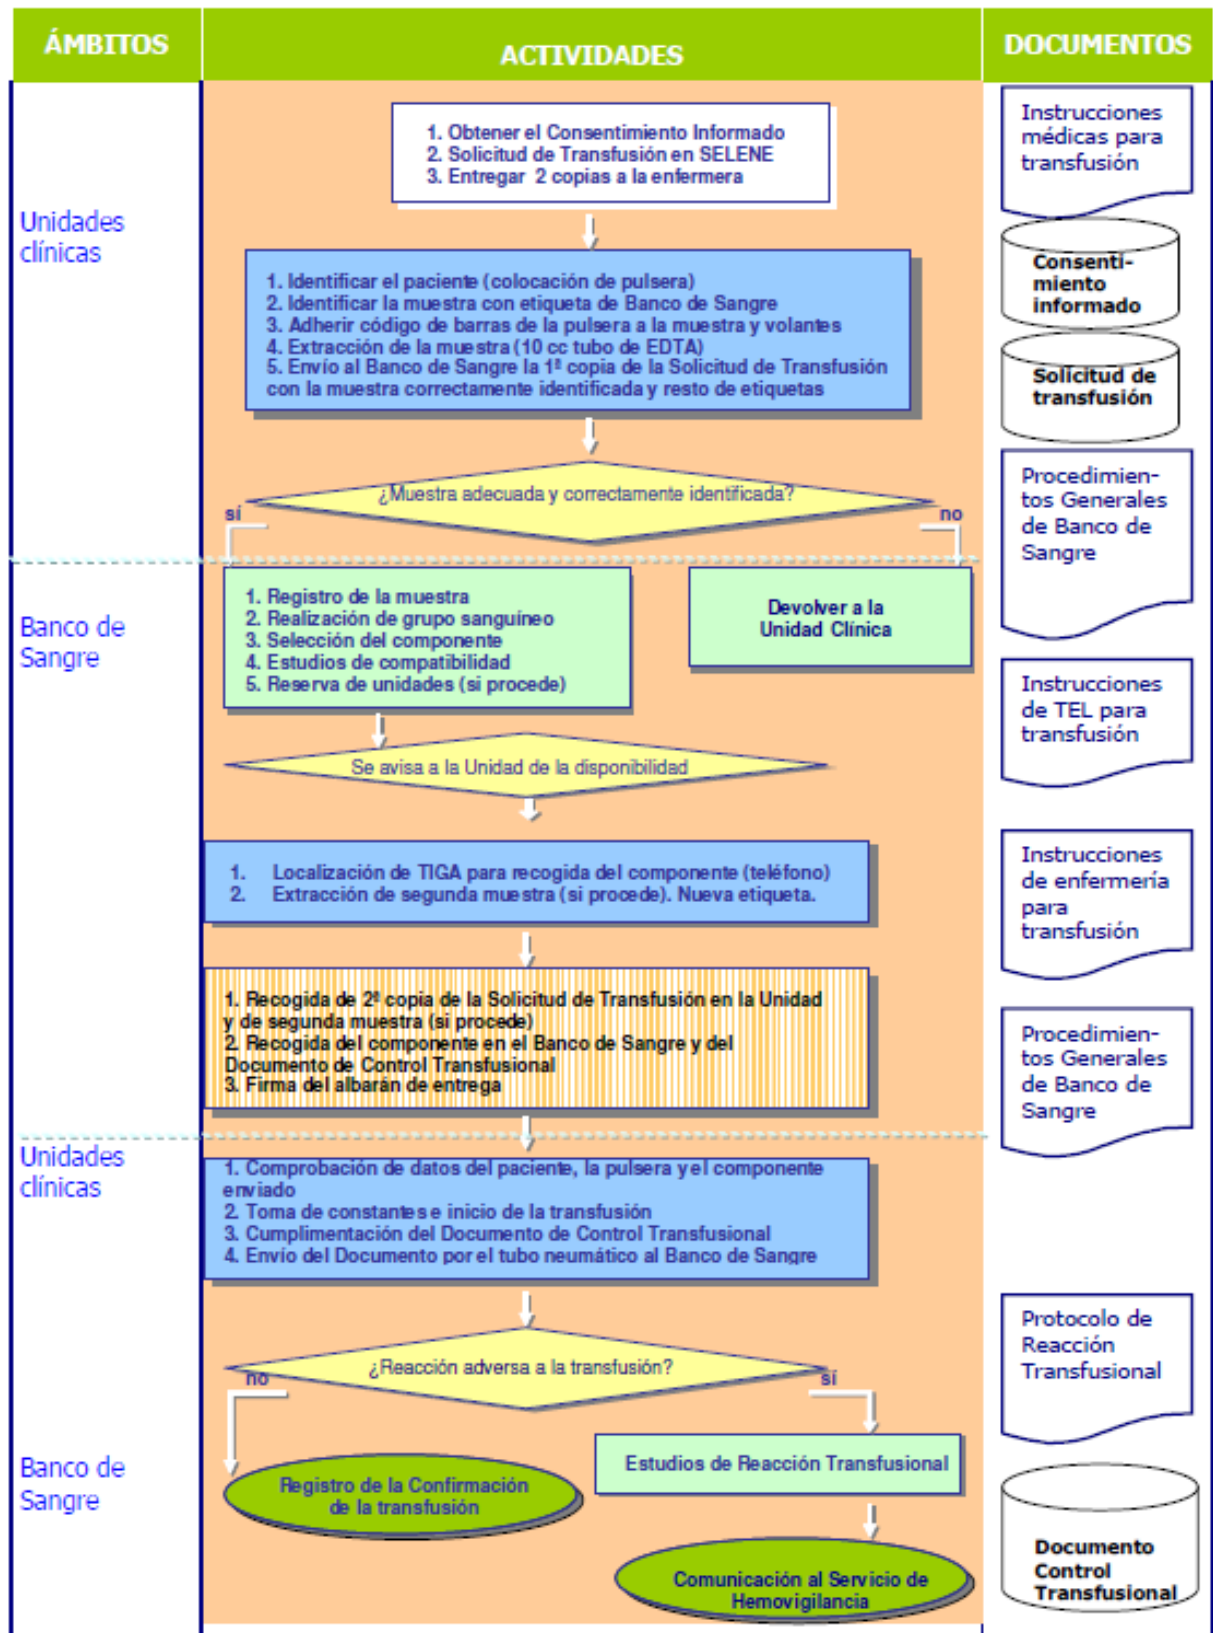 ÁMBITOS
ACTIVIDADES
DOCUMENTOS
Unidades
clínicas
1. Obtener el Consentimiento Informado
2. Solicitud de Transfusión en SELENE
3. Entregar 2 copias a la enfermera
Instrucciones
médicas para
transfusión
1. Identificar el paciente (colocación de pulsera)
2. Identificar la muestra con etiqueta de Banco de Sangre
3. Adherir código de barras de la pulsera a la muestra y volantes
4. Extracción de la muestra (10 cc tubo de EDTA)
5. Envío al Banco de Sangre la 1ª copia de la Solicitud de Transfusión
con la muestra correctamente identificada y resto de etiquetas
Consenti-
miento
informado
Solicitud de
transfusión
¿Muestra adecuada y correctamente identificada?
sí
no
Procedimien-
tos Generales
de Banco de
Sangre
Banco de
Sangre
1. Registro de la muestra
2. Realización de grupo sanguíneo
3. Selección del componente
4. Estudios de compatibilidad
5. Reserva de unidades (si procede)
Devolver a la
Unidad Clínica
Instrucciones
de TEL para
transfusión
Se avisa a la Unidad de la disponibilidad
1. Localización de TIGA para recogida del componente (teléfono)
2. Extracción de segunda muestra (si procede). Nueva etiqueta.
Instrucciones
de enfermería
para
transfusión
1. Recogida de 2ª copia de la Solicitud de Transfusión en la Unidad
y de segunda muestra (si procede)
2. Recogida del componente en el Banco de Sangre y del
Documento de Control Transfusional
3. Firma del albarán de entrega
Procedimien-
tos Generales
de Banco de
Sangre
Unidades
clínicas
1. Comprobación de datos del paciente, la pulsera y el componente
enviado
2. Toma de constantes e inicio de la transfusión
3. Cumplimentación del Documento de Control Transfusional
4. Envío del Documento por el tubo neumático al Banco de Sangre
¿Reacción adversa a la transfusión?
no
sí
Protocolo de
Reacción
Transfusional
Banco de
Sangre
Registro de la Confirmación
de la transfusión
Estudios de Reacción Transfusional
Comunicación al Servicio de
Hemovigilancia
Documento
Control
Transfusional